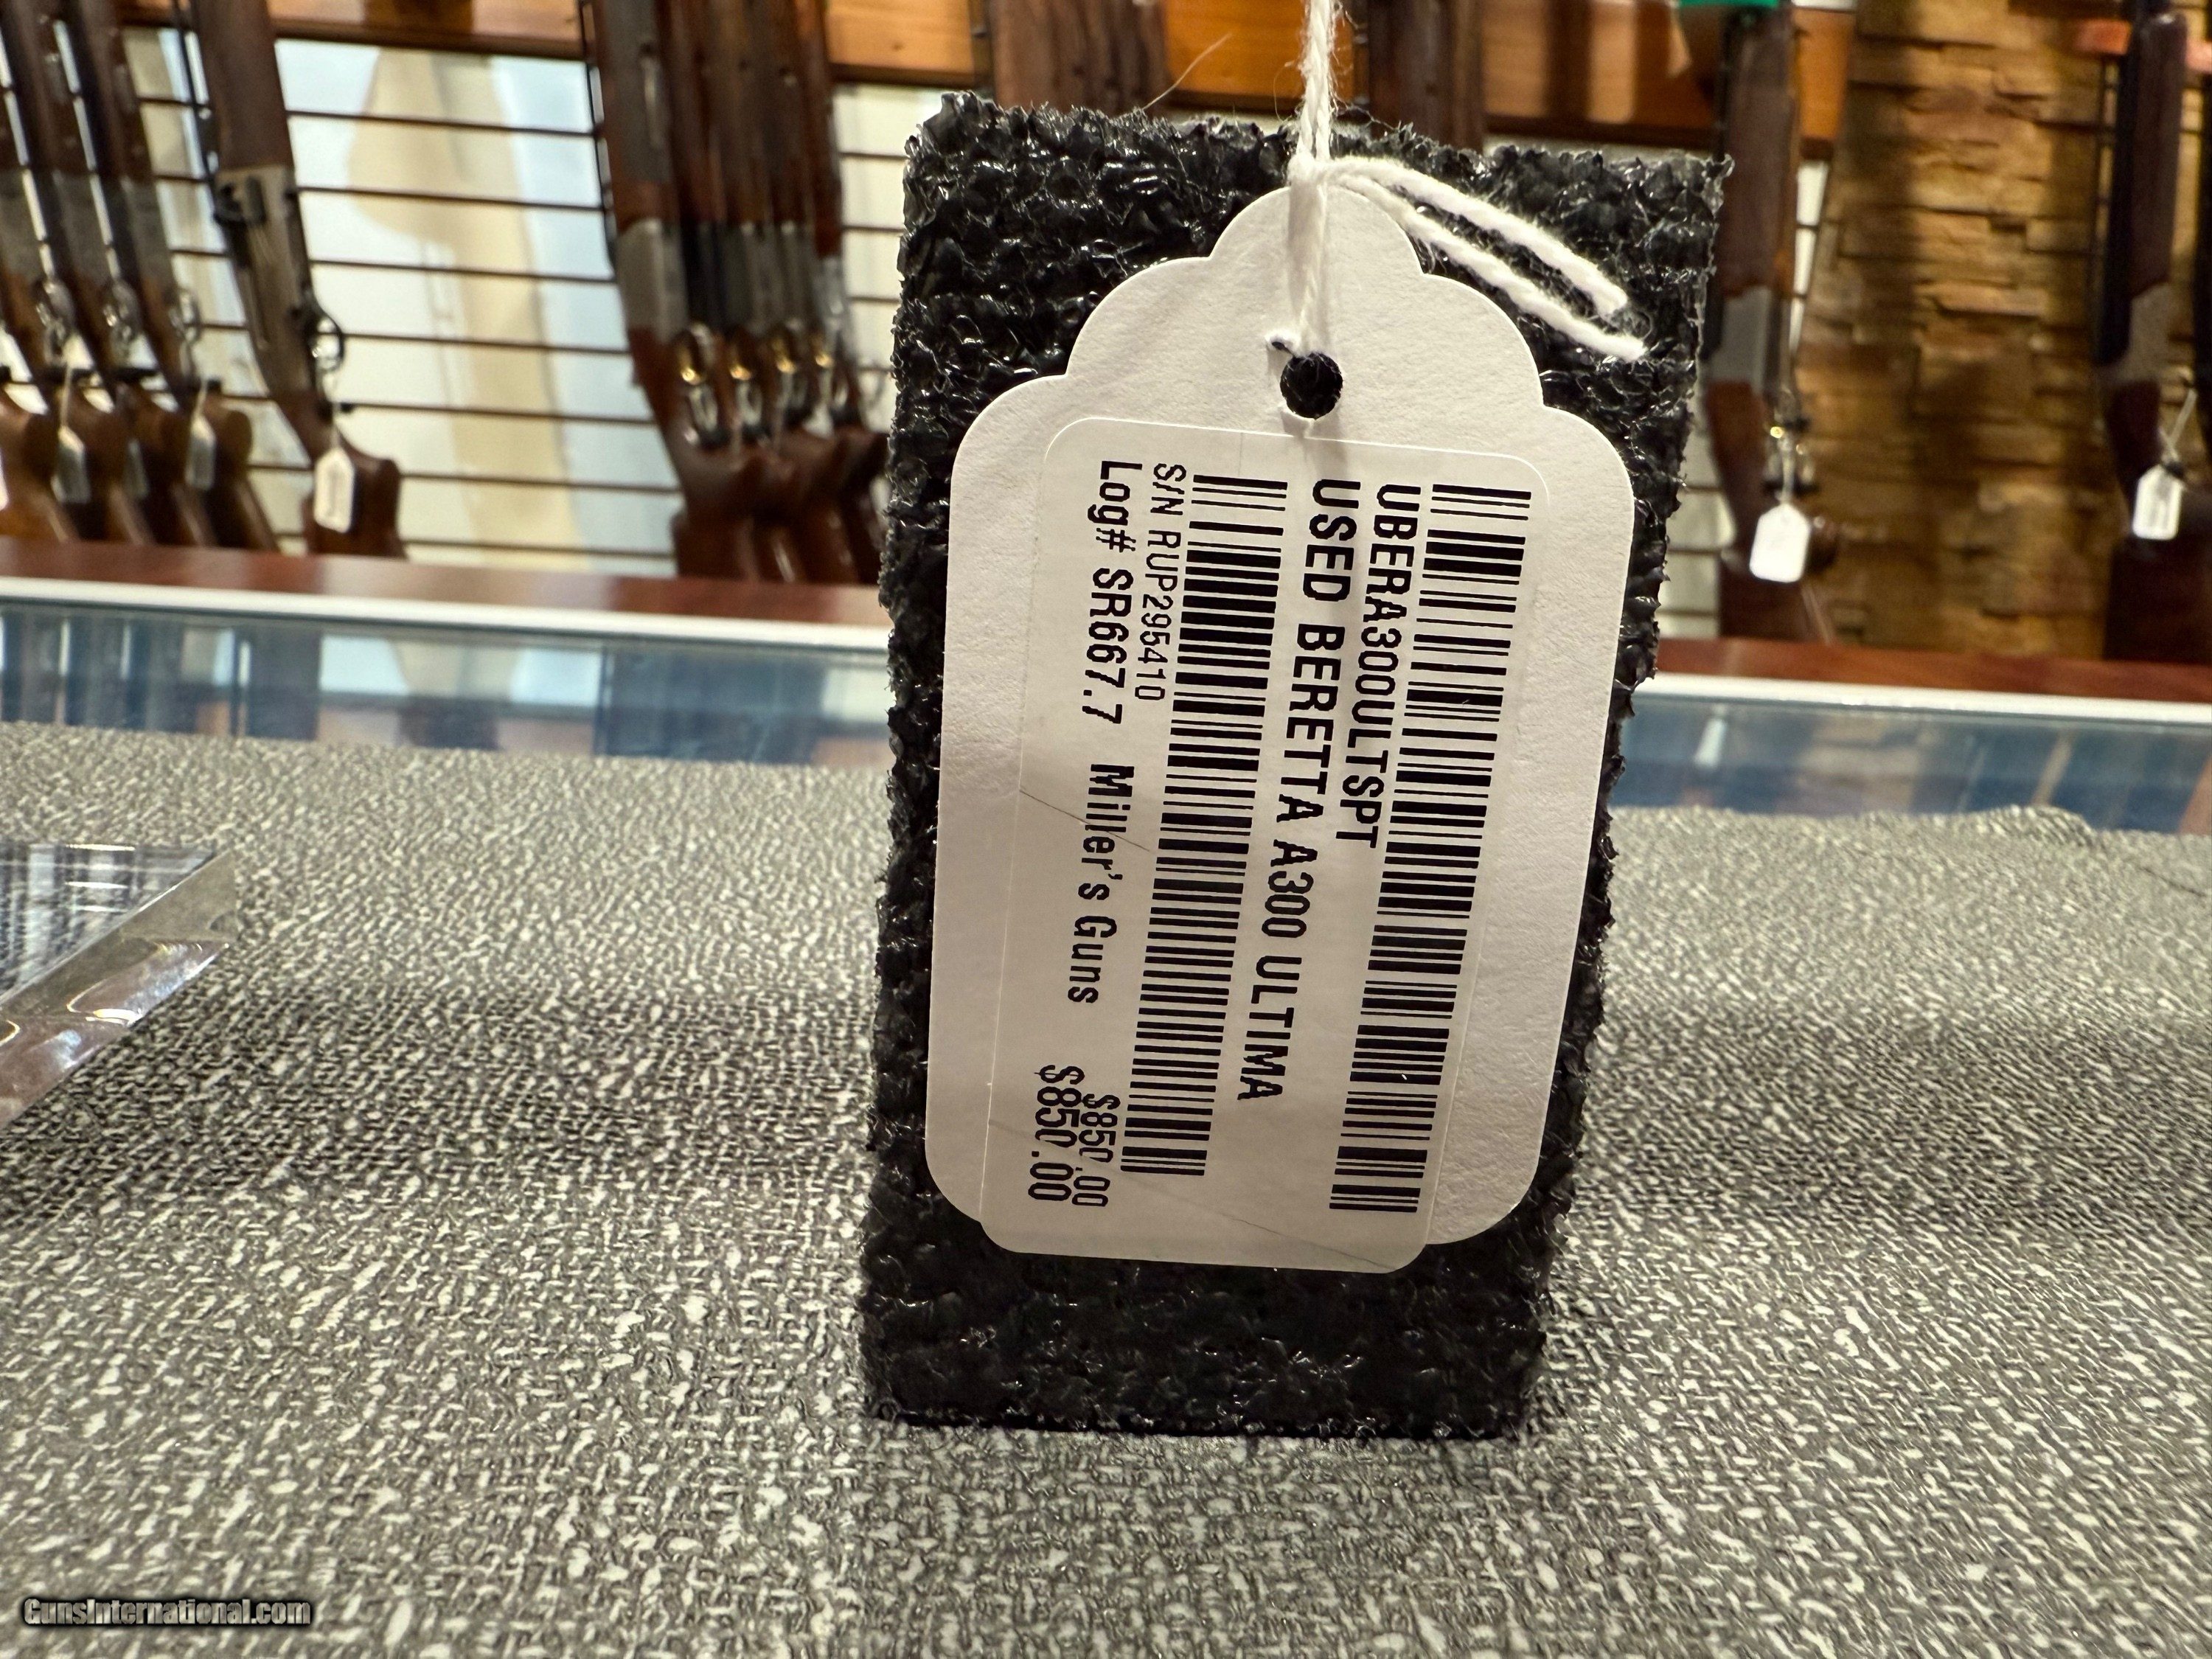 UBERA300ULTSPT
USED BERETTA A300 ULTIMA
S/N RUP295410
$850.00
Log# SR667.7 Miller's Guns
$850.00
GunsInternational.com